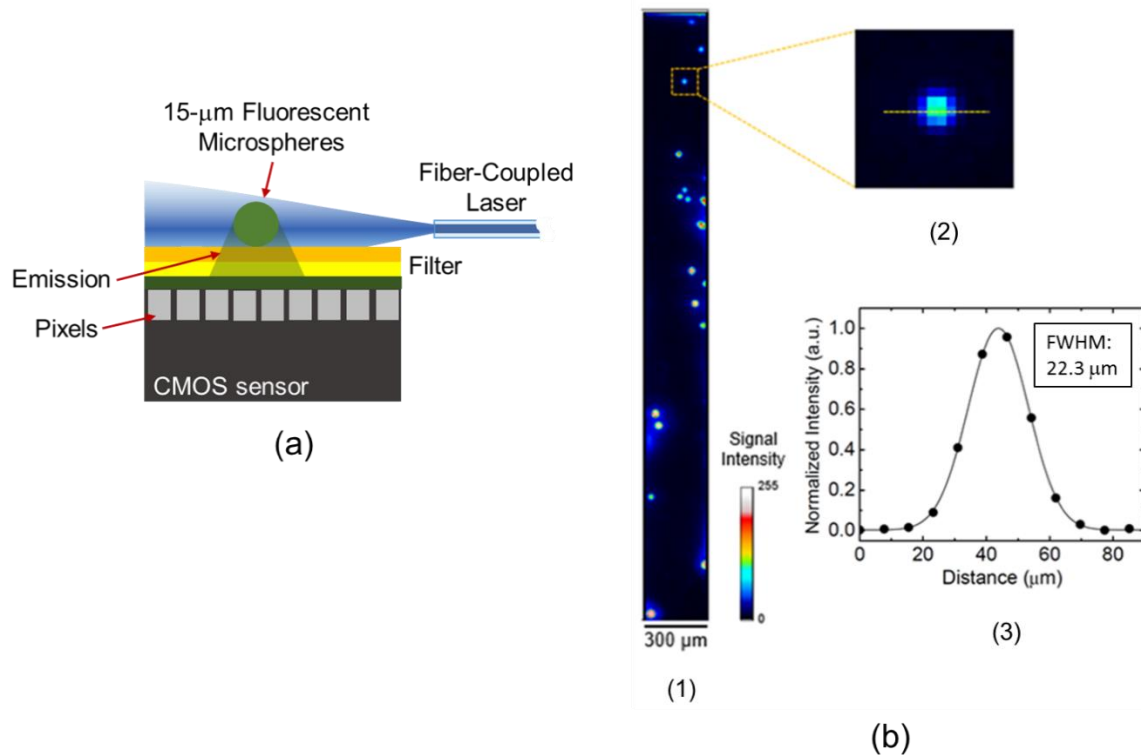 15-μm Fluorescent
Microspheres
Fiber-Coupled
Laser
Emission
Filter
Pixels
CMOS sensor
(a)
Signal
Intensity
255
0
300 μm
(1)
(2)
Normalized Intensity (a.u.)
1.0
0.8
0.6
0.4
0.2
0.0
FWHM:
22.3 μm
0 20 40 60 80
Distance (μm)
(3)
(b)